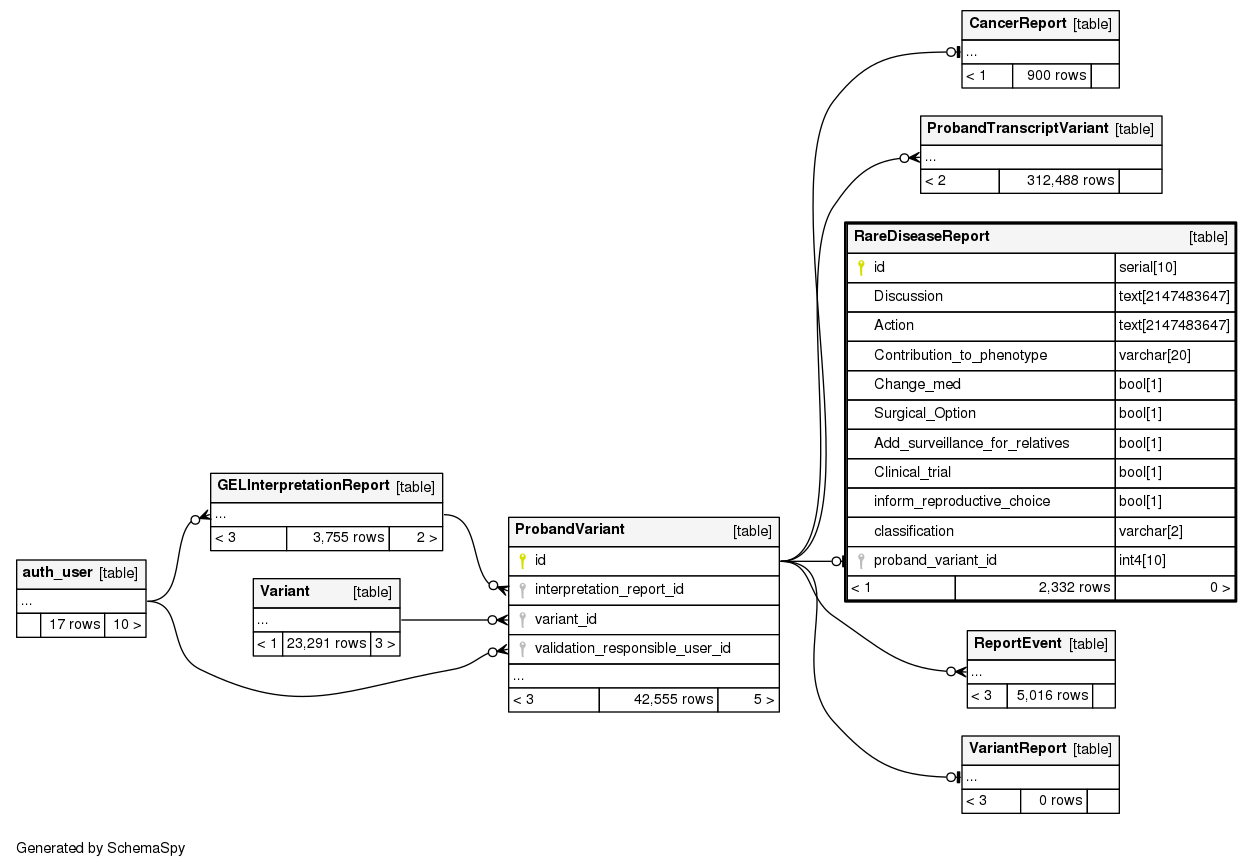 CancerReport [table]
...
< 1 900 rows
ProbandTranscriptVariant [table]
...
< 2 312,488 rows
RareDiseaseReport [table]
id serial[10]
Discussion text[2147483647]
Action text[2147483647]
Contribution_to_phenotype varchar[20]
Change_med bool[1]
Surgical_Option bool[1]
Add_surveillance_for_relatives bool[1]
Clinical_trial bool[1]
inform_reproductive_choice bool[1]
classification varchar[2]
proband_variant_id int4[10]
< 1 2,332 rows 0 >
GELInterpretationReport [table]
...
< 3 3,755 rows 2 >
ProbandVariant [table]
id
interpretation_report_id
variant_id
validation_responsible_user_id
...
< 3 42,555 rows 5 >
auth_user [table]
...
17 rows 10 >
Variant [table]
...
< 1 23,291 rows 3 >
ReportEvent [table]
...
< 3 5,016 rows
VariantReport [table]
...
< 3 0 rows
Generated by SchemaSpy